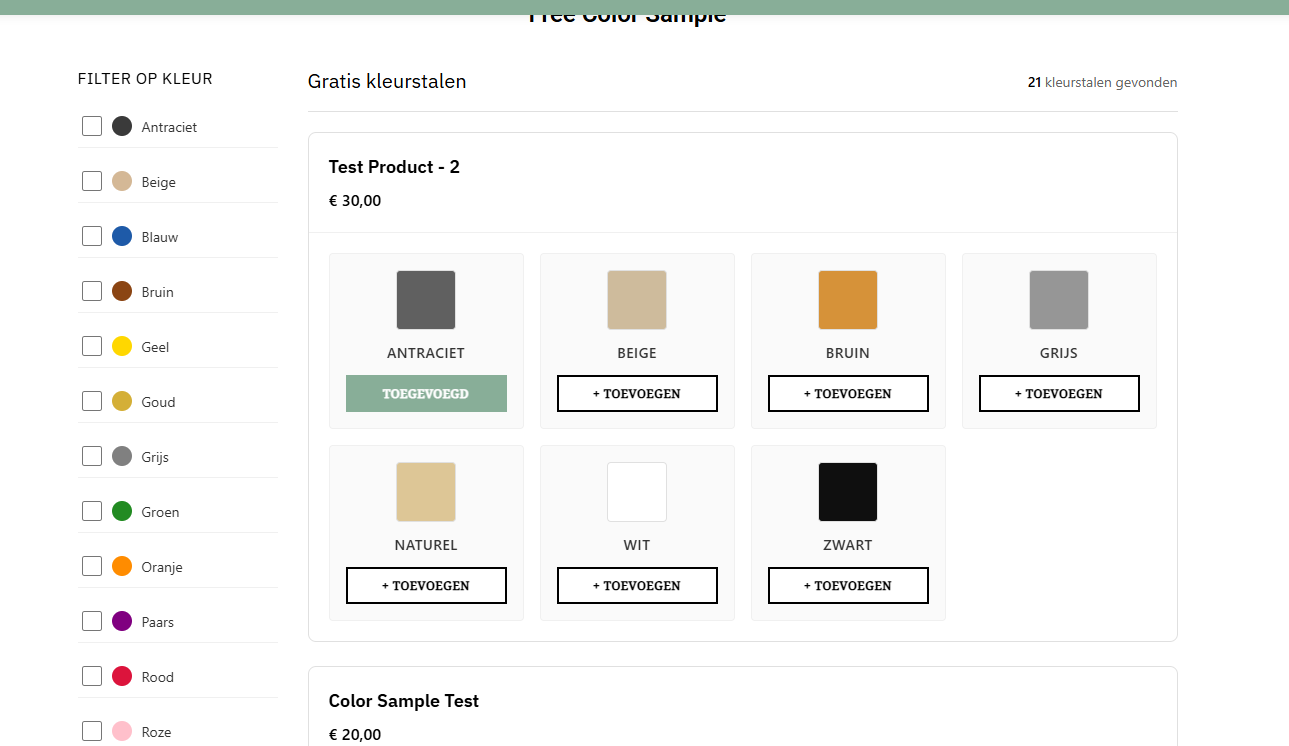 Free Color Sample
FILTER OP KLEUR
Antraciet
Beige
Blauw
Bruin
Geel
Goud
Grijs
Groen
Oranje
Paars
Rood
Roze
Gratis kleurstalen
21 kleurstalen gevonden
Test Product - 2
€ 30,00
ANTRACIET
TOEGEVOEGD
BEIGE
+ TOEVOEGEN
BRUIN
+ TOEVOEGEN
GRIJS
+ TOEVOEGEN
NATUREL
+ TOEVOEGEN
WIT
+ TOEVOEGEN
ZWART
+ TOEVOEGEN
Color Sample Test
€ 20,00